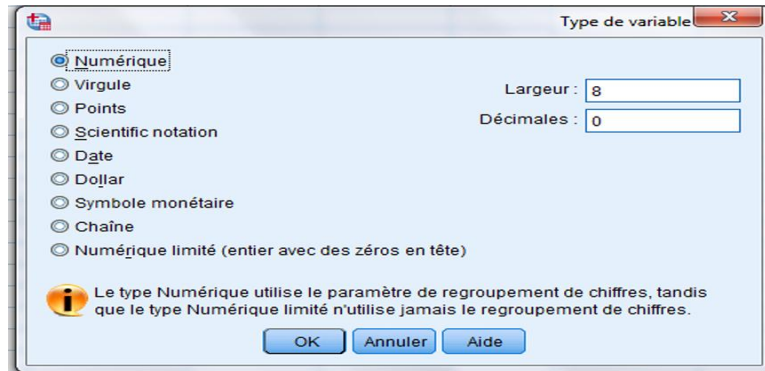 Type de variable
Numérique
Virgule
Points
Scientific notation
Date
Dollar
Symbole monétaire
Chaîne
Numérique limité (entier avec des zéros en tête)
Largeur : 8
Décimales : 0
Le type Numérique utilise le paramètre de regroupement de chiffres, tandis
que le type Numérique limité n'utilise jamais le regroupement de chiffres.
OK Annuler Aide